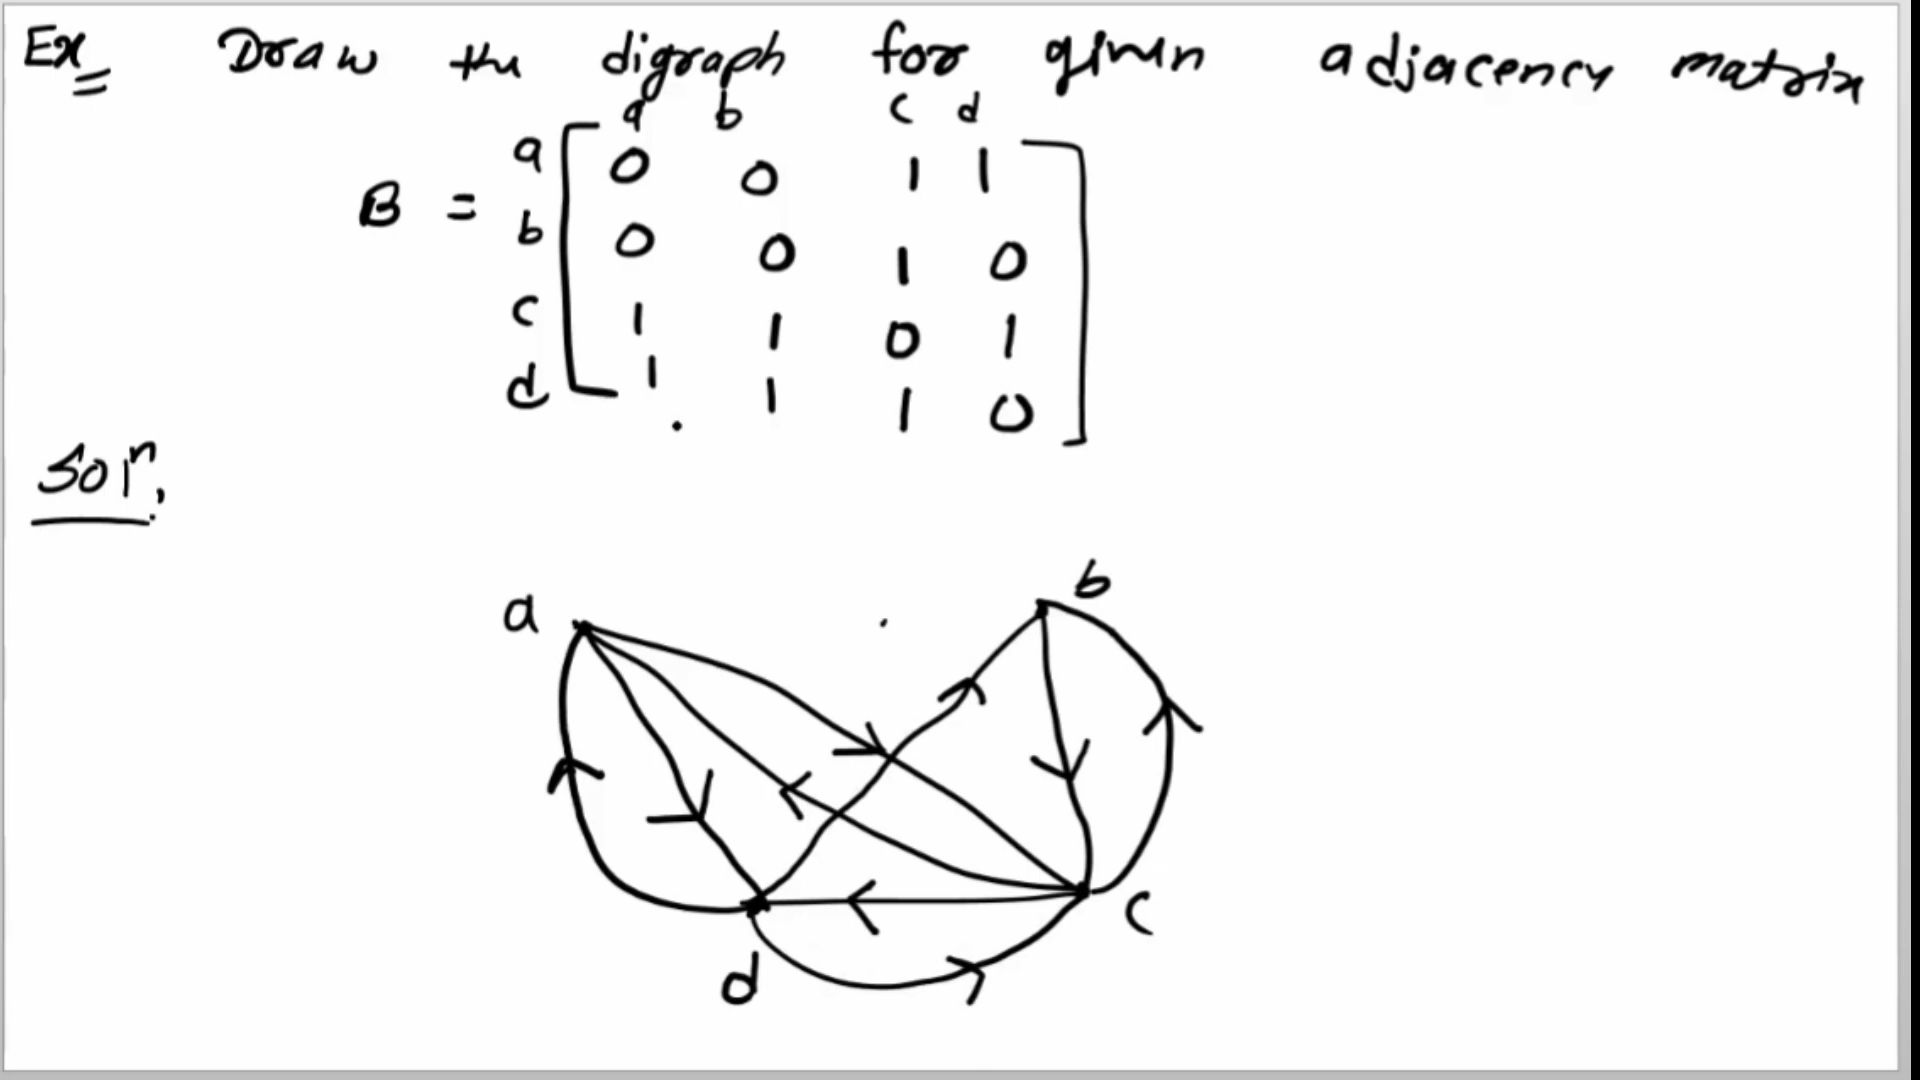 Ex Draw the digraph for given adjacency matrix
a b c d
a 0 0 1 1
B =
b 0 0 1 0
c 1 1 0 1
d 1 1 1 0
Solⁿ.
a b
c
d